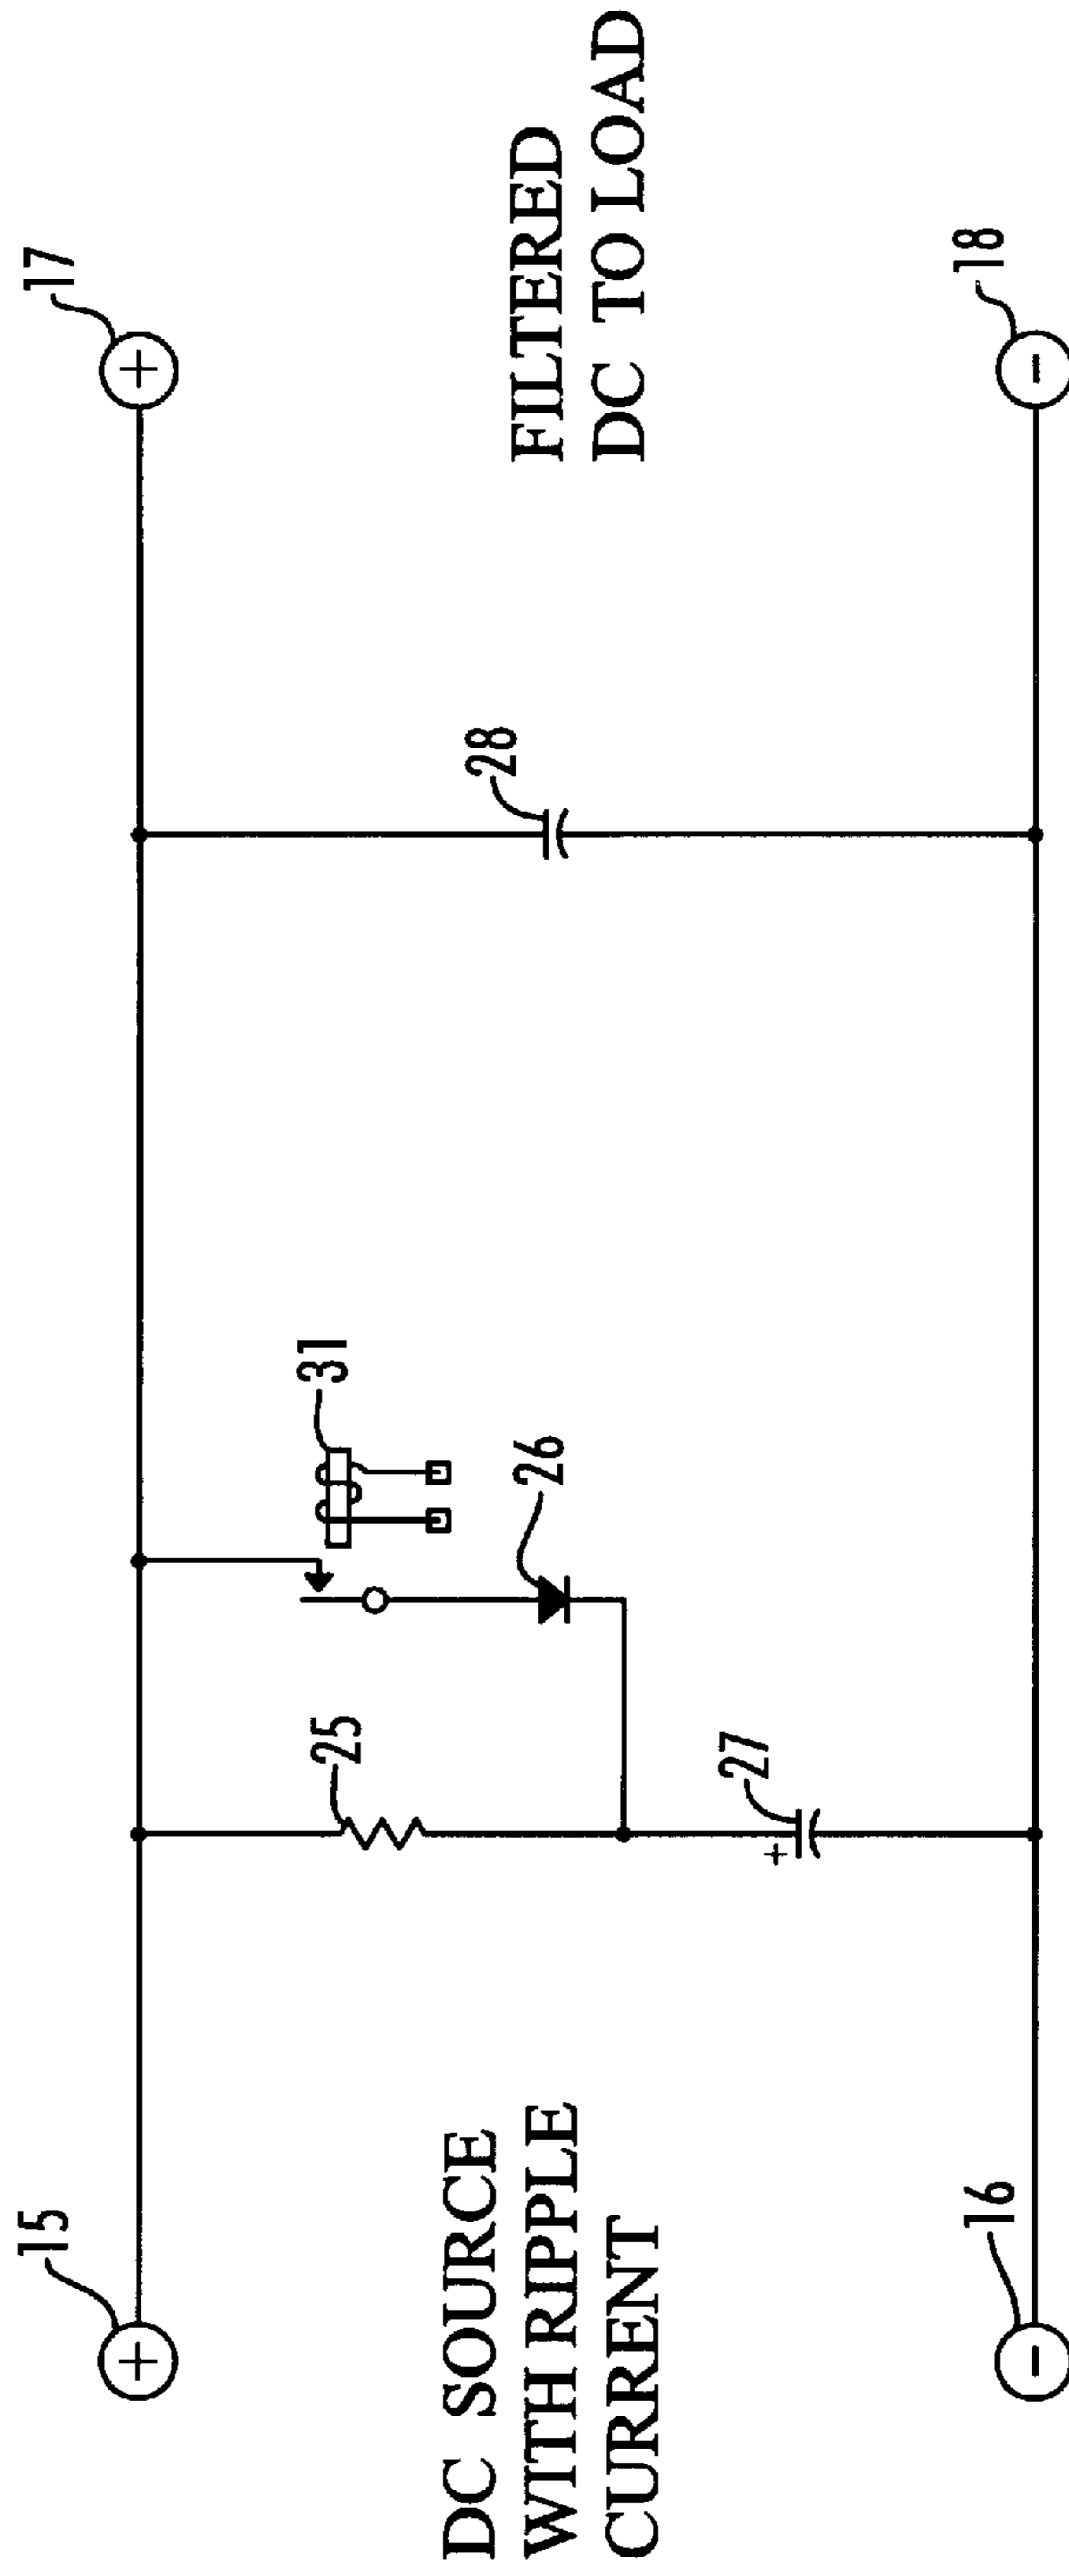 15
+
17
+
25
31
26
28
27
+
DC SOURCE
WITH RIPPLE
CURRENT
FILTERED
DC TO LOAD
16
-
18
-